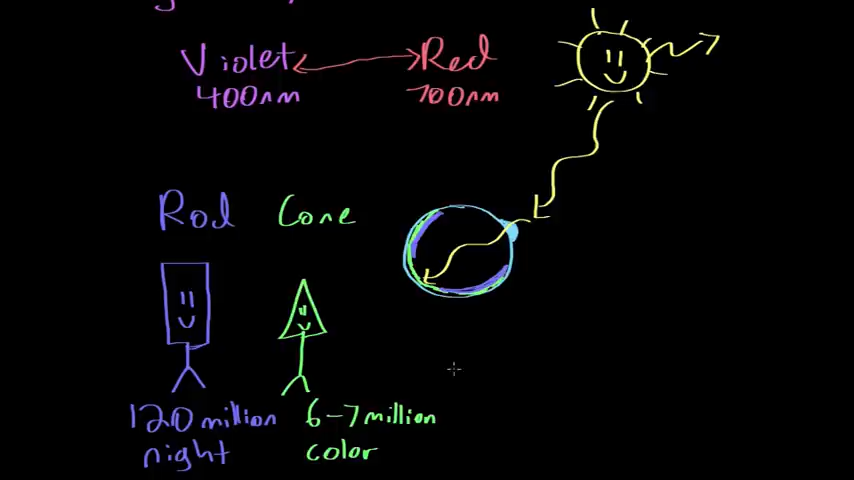 Violet Red
400nm 700nm
Rod Cone
120 million 6-7 million
night color